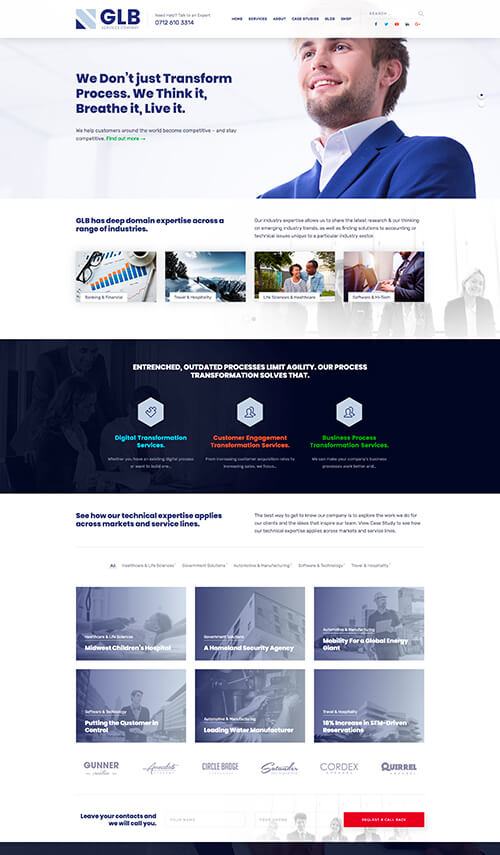 GLB
SERVICES COMPANY
Need Help? Talk to an Expert
0712 610 3314
HOME SERVICES ABOUT CASE STUDIES BLOG SHOP
SEARCH ...
We Don't just Transform
Process. We Think it,
Breathe it, Live it.
We help customers around the world become competitive – and stay
competitive. Find out more →
GLB has deep domain expertise across a
range of industries.
Our industry expertise allows us to share the latest research & our thinking
on emerging industry trends, as well as finding solutions to accounting or
technical issues unique to a particular industry sector.
Banking & Financial
Travel & Hospitality
Life Sciences & Healthcare
Software & Hi-Tech
ENTRENCHED, OUTDATED PROCESSES LIMIT AGILITY. OUR PROCESS
TRANSFORMATION SOLVES THAT.
Digital Transformation
Services.
Whether you have an existing digital process
or want to build one...
Customer Engagement
Transformation Services.
From increasing customer acquisition rates to
increasing sales, we focus...
Business Process
Transformation Services.
We can make your company's business
processes work better and...
See how our technical expertise applies
across markets and service lines.
The best way to get to know our company is to explore the work we do for
our clients and the ideas that inspire our team. View Case Study to see how
our technical expertise applies across markets and service lines.
All Healthcare & Life Sciences Government Solutions Automotive & Manufacturing Software & Technology Travel & Hospitality
Healthcare & Life Sciences
Midwest Children's Hospital
Government Solutions
A Homeland Security Agency
Automotive & Manufacturing
Mobility For a Global Energy
Giant
Software & Technology
Putting the Customer in
Control
Automotive & Manufacturing
Leading Water Manufacturer
Travel & Hospitality
18% Increase in SFM-Driven
Reservations
GUNNER
creative
CIRCLE BADGE
CORDEX
APPAREL
QUIRREL
Leave your contacts and
we will call you.
YOUR NAME
YOUR PHONE
REQUEST A CALL BACK